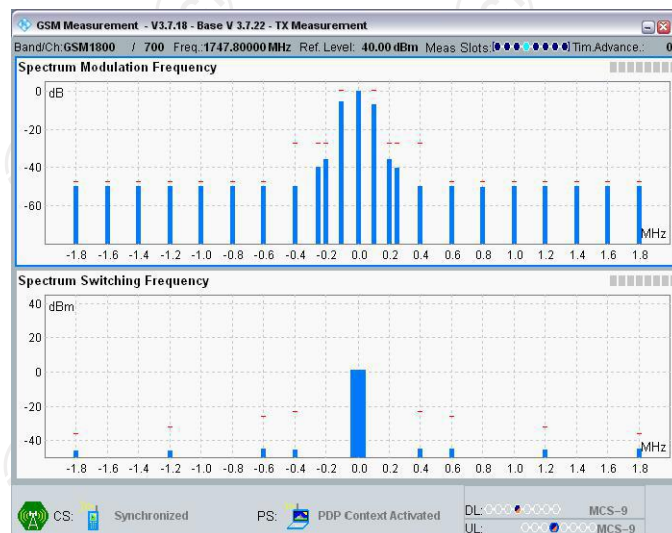 GSM Measurement - V3.7.18 - Base V 3.7.22 - TX Measurement
Band/Ch:GSM1800 / 700 Freq.:1747.80000 MHz Ref. Level: 40.00 dBm Meas Slots: Tim.Advance.: 0
Spectrum Modulation Frequency
0 dB
-20
-40
-60
MHz
-1.8 -1.6 -1.4 -1.2 -1.0 -0.8 -0.6 -0.4 -0.2 0.0 0.2 0.4 0.6 0.8 1.0 1.2 1.4 1.6 1.8
Spectrum Switching Frequency
40 dBm
20
0
-20
-40
MHz
-1.8 -1.6 -1.4 -1.2 -1.0 -0.8 -0.6 -0.4 -0.2 0.0 0.2 0.4 0.6 0.8 1.0 1.2 1.4 1.6 1.8
CS: Synchronized PS: PDP Context Activated DL: MCS-9
UL: MCS-9